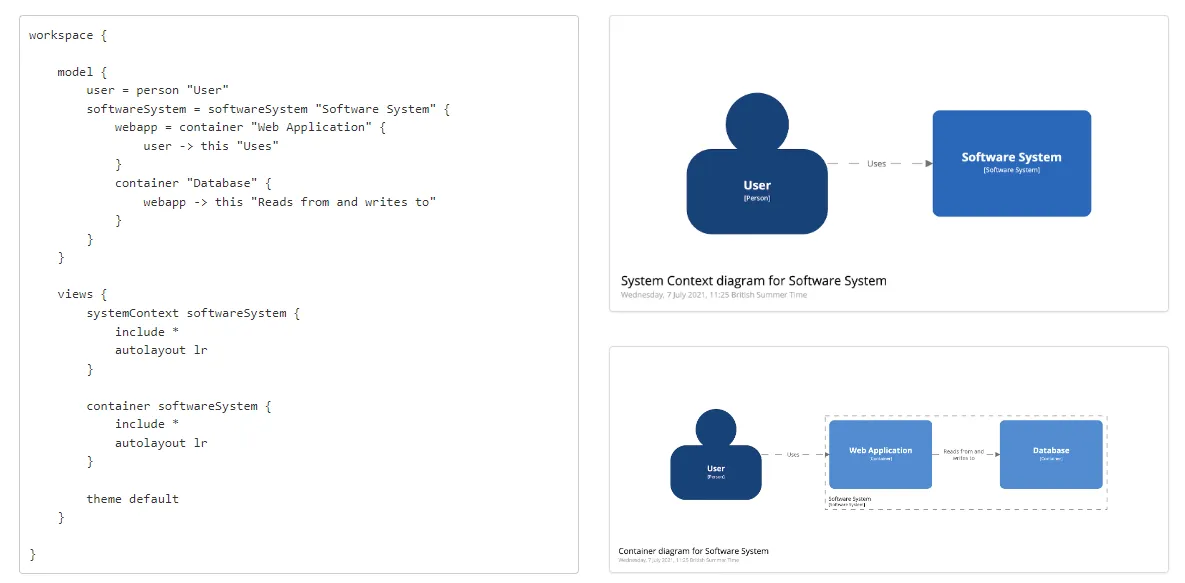 workspace {
model {
user = person "User"
softwareSystem = softwareSystem "Software System" {
webapp = container "Web Application" {
user -> this "Uses"
}
container "Database" {
webapp -> this "Reads from and writes to"
}
}
}
views {
systemContext softwareSystem {
include *
autolayout lr
}
container softwareSystem {
include *
autolayout lr
}
theme default
}
}
User
[Person]
Uses
Software System
[Software System]
System Context diagram for Software System
Wednesday, 7 July 2021, 11:25 British Summer Time
User
[Person]
Uses
Web Application
[Container]
Reads from and
writes to
Database
[Container]
Software System
[Software System]
Container diagram for Software System
Wednesday, 7 July 2021, 11:25 British Summer Time